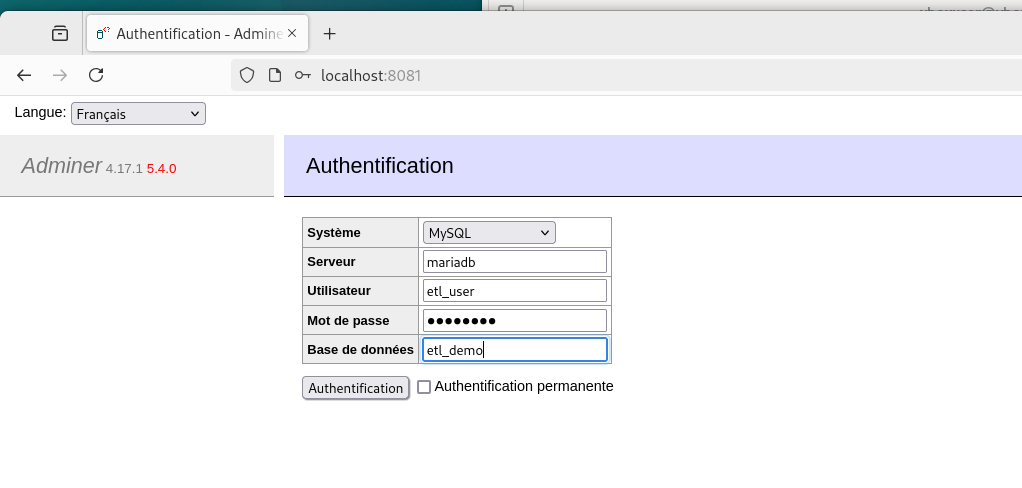 Authentification - Admine
localhost:8081
Langue: Français
Adminer 4.17.1 5.4.0
Authentification
Système MySQL
Serveur mariadb
Utilisateur etl_user
Mot de passe ●●●●●●●●
Base de données etl_demo
Authentification Authentification permanente